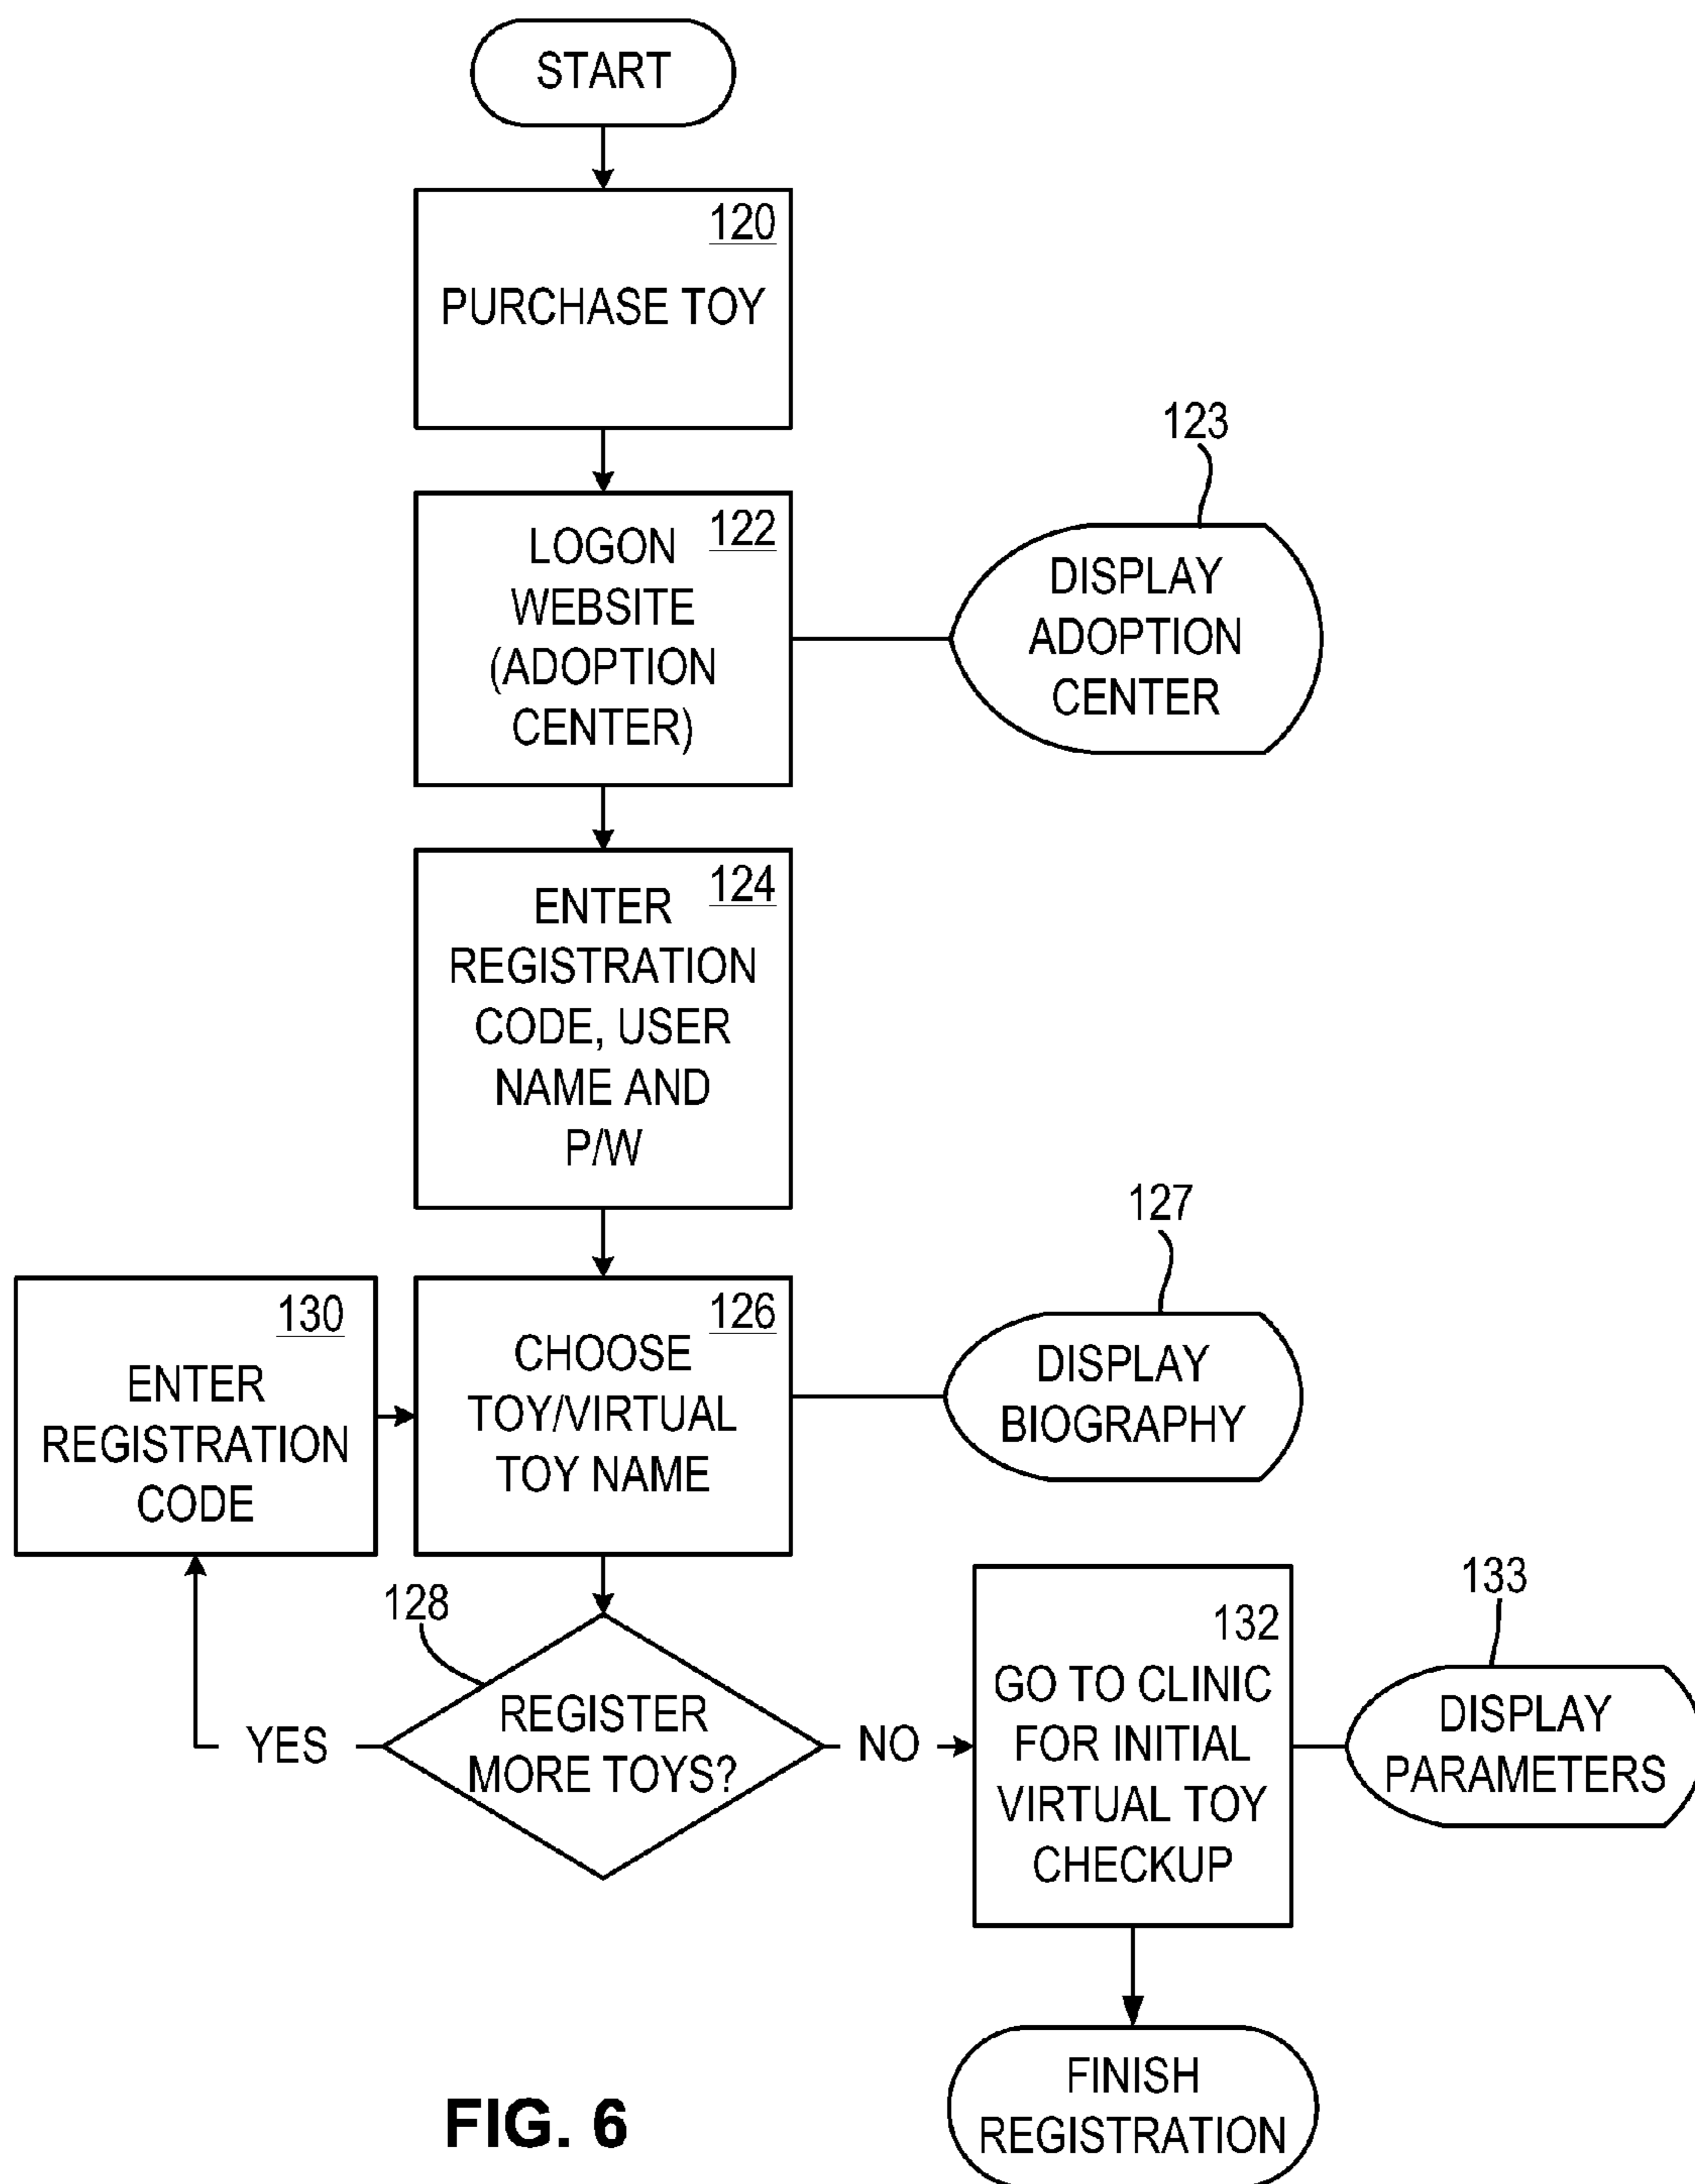 START
120
PURCHASE TOY
123
122
LOGON
WEBSITE
(ADOPTION
CENTER)
DISPLAY
ADOPTION
CENTER
124
ENTER
REGISTRATION
CODE, USER
NAME AND
P/W
127
130
ENTER
REGISTRATION
CODE
126
CHOOSE
TOY/VIRTUAL
TOY NAME
DISPLAY
BIOGRAPHY
128
REGISTER
MORE TOYS?
YES
NO
132
GO TO CLINIC
FOR INITIAL
VIRTUAL TOY
CHECKUP
133
DISPLAY
PARAMETERS
FINISH
REGISTRATION
FIG. 6